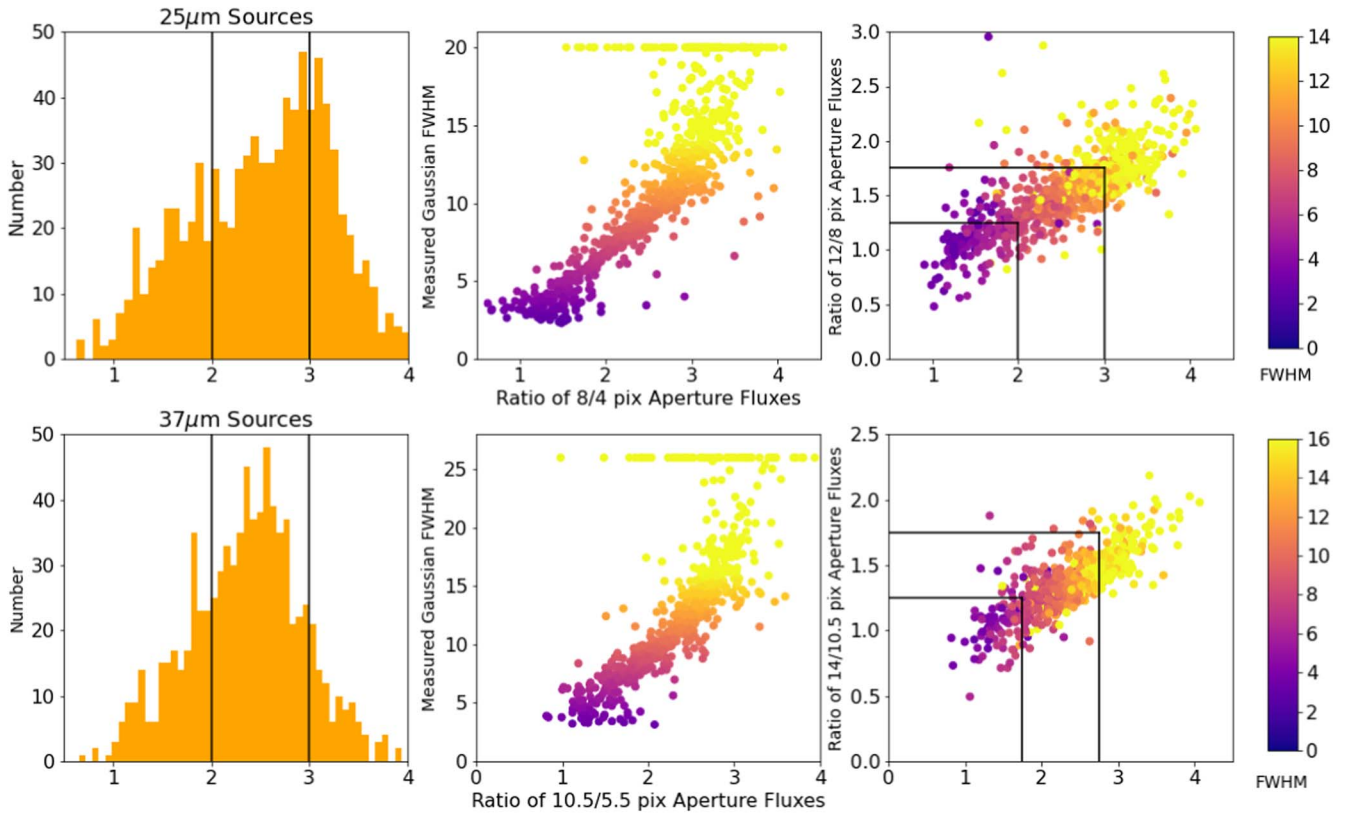 25μm Sources
50
40
30
20
10
0
Number
1 2 3 4
20
15
10
5
0
Measured Gaussian FWHM
1 2 3 4
Ratio of 8/4 pix Aperture Fluxes
3.0
2.5
2.0
1.5
1.0
0.5
0.0
Ratio of 12/8 pix Aperture Fluxes
1 2 3 4
14
12
10
8
6
4
2
0
FWHM
37μm Sources
50
40
30
20
10
0
Number
1 2 3 4
25
20
15
10
5
0
Measured Gaussian FWHM
0 1 2 3 4
Ratio of 10.5/5.5 pix Aperture Fluxes
2.5
2.0
1.5
1.0
0.5
0.0
Ratio of 14/10.5 pix Aperture Fluxes
0 1 2 3 4
16
14
12
10
8
6
4
2
0
FWHM